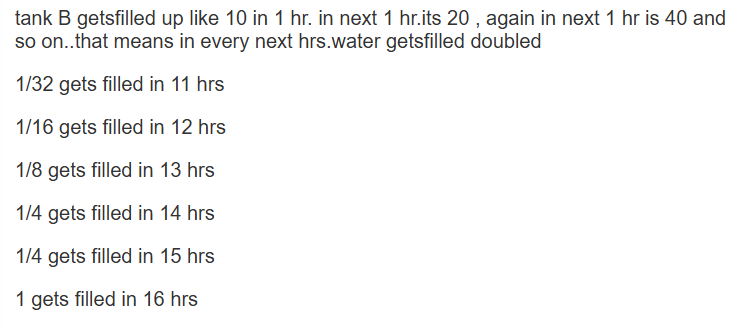 tank B getsfilled up like 10 in 1 hr. in next 1 hr.its 20 , again in next 1 hr is 40 and
so on..that means in every next hrs.water getsfilled doubled
1/32 gets filled in 11 hrs
1/16 gets filled in 12 hrs
1/8 gets filled in 13 hrs
1/4 gets filled in 14 hrs
1/4 gets filled in 15 hrs
1 gets filled in 16 hrs